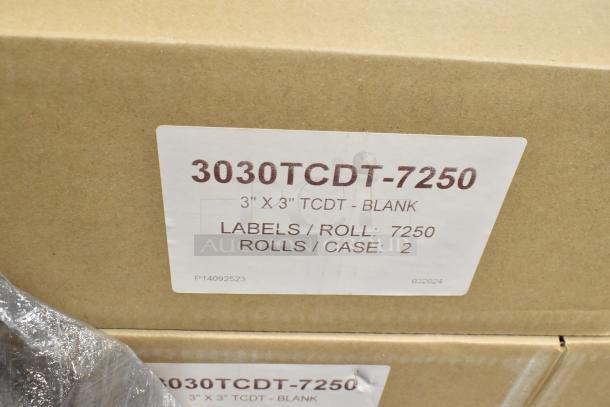 3030TCDT-7250
3" X 3" TCDT - BLANK
LABELS / ROLL: 7250
ROLLS / CASE: 2
P14092523 032024
3030TCDT-7250
3" X 3" TCDT - BLANK